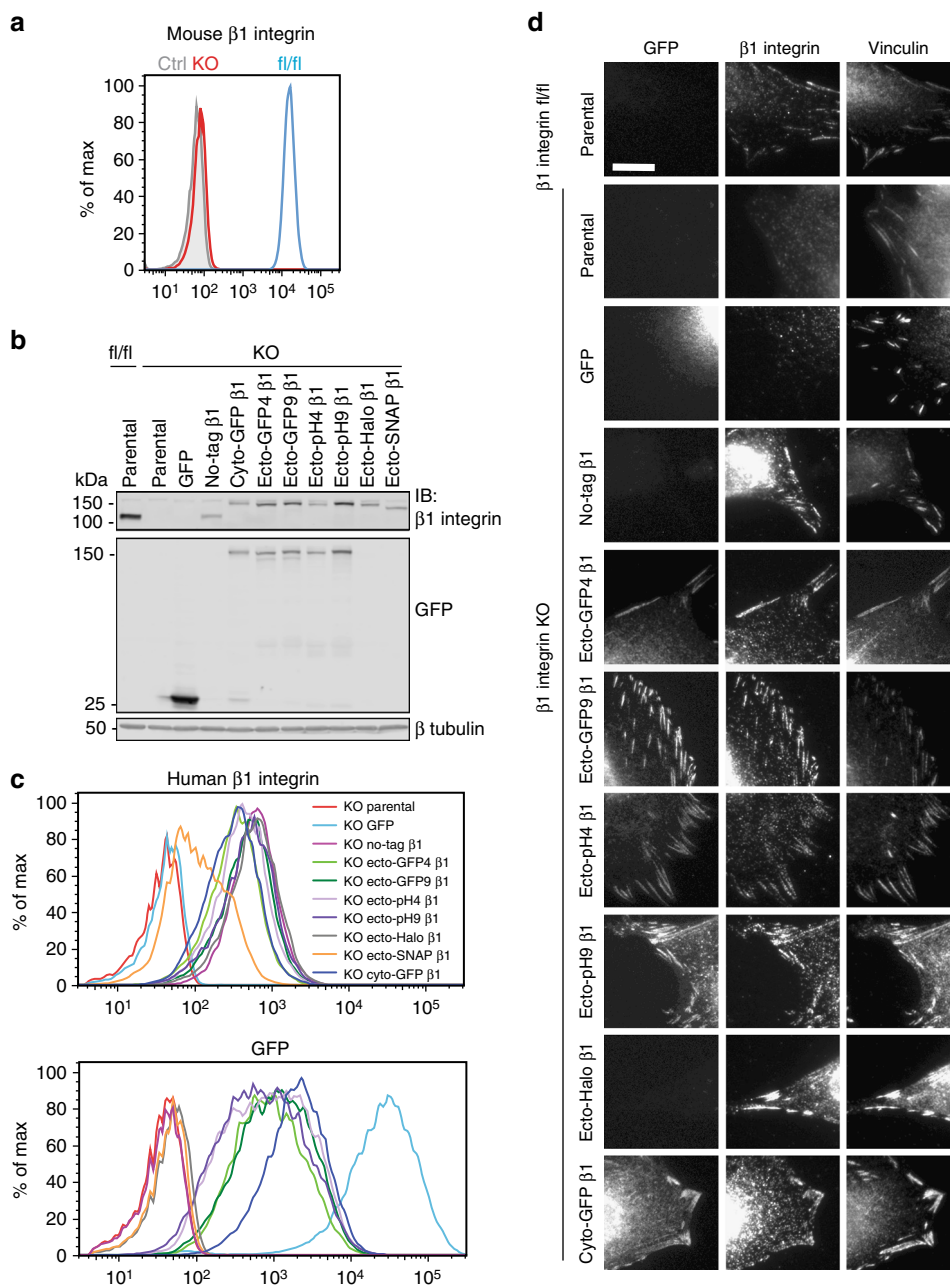 a
Mouse β1 integrin
Ctrl KO fl/fl
% of max
100
80
60
40
20
0
10¹ 10² 10³ 10⁴ 10⁵
b
fl/fl KO
Parental
Parental
GFP
No-tag β1
Cyto-GFP β1
Ecto-GFP4 β1
Ecto-GFP9 β1
Ecto-pH4 β1
Ecto-pH9 β1
Ecto-Halo β1
Ecto-SNAP β1
kDa
150
100
IB:
β1 integrin
150
GFP
25
50
β tubulin
c
Human β1 integrin
% of max
100
80
60
40
20
0
KO parental
KO GFP
KO no-tag β1
KO ecto-GFP4 β1
KO ecto-GFP9 β1
KO ecto-pH4 β1
KO ecto-pH9 β1
KO ecto-Halo β1
KO ecto-SNAP β1
KO cyto-GFP β1
10¹ 10² 10³ 10⁴ 10⁵
GFP
% of max
100
80
60
40
20
0
10¹ 10² 10³ 10⁴ 10⁵
d
GFP β1 integrin Vinculin
β1 integrin fl/fl
Parental
β1 integrin KO
Parental
GFP
No-tag β1
Ecto-GFP4 β1
Ecto-GFP9 β1
Ecto-pH4 β1
Ecto-pH9 β1
Ecto-Halo β1
Cyto-GFP β1